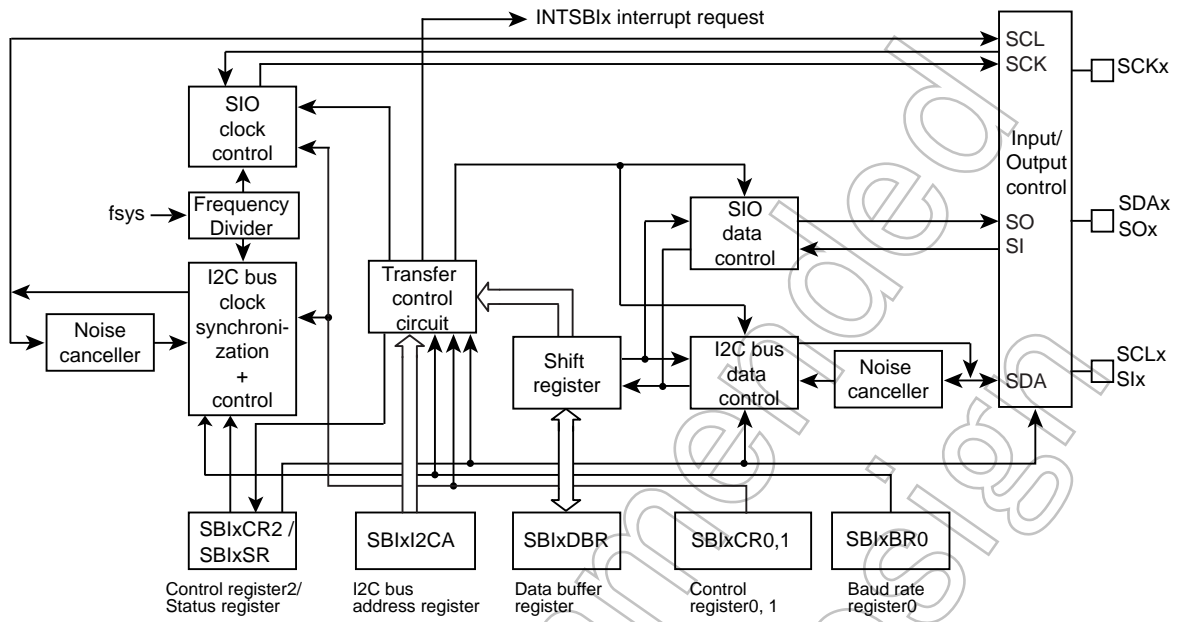 INTSBIx interrupt request
SCL
SCK
SCKx
SIO
clock
control
Input/
Output
control
fsys
Frequency
Divider
SIO
data
control
SO
SI
SDAx
SOx
I2C bus
clock
synchroni-
zation
+
control
Noise
canceller
Transfer
control
circuit
Shift
register
I2C bus
data
control
Noise
canceller
SDA
SCLx
SIx
SBIxCR2 /
SBIxSR
SBIxI2CA
SBIxDBR
SBIxCR0,1
SBIxBR0
Control register2/
Status register
I2C bus
address register
Data buffer
register
Control
register0, 1
Baud rate
register0